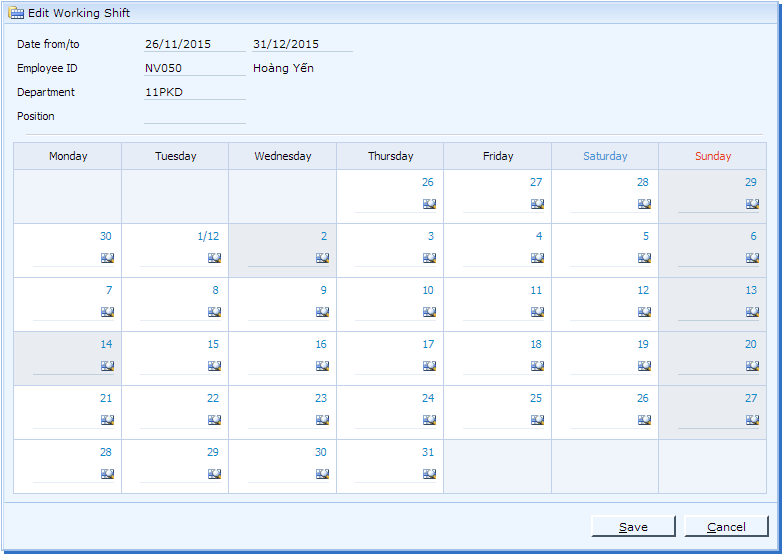 Edit Working Shift
Date from/to 26/11/2015 31/12/2015
Employee ID NV050 Hoàng Yến
Department 11PKD
Position
Monday Tuesday Wednesday Thursday Friday Saturday Sunday
26 27 28 29
30 1/12 2 3 4 5 6
7 8 9 10 11 12 13
14 15 16 17 18 19 20
21 22 23 24 25 26 27
28 29 30 31
Save Cancel